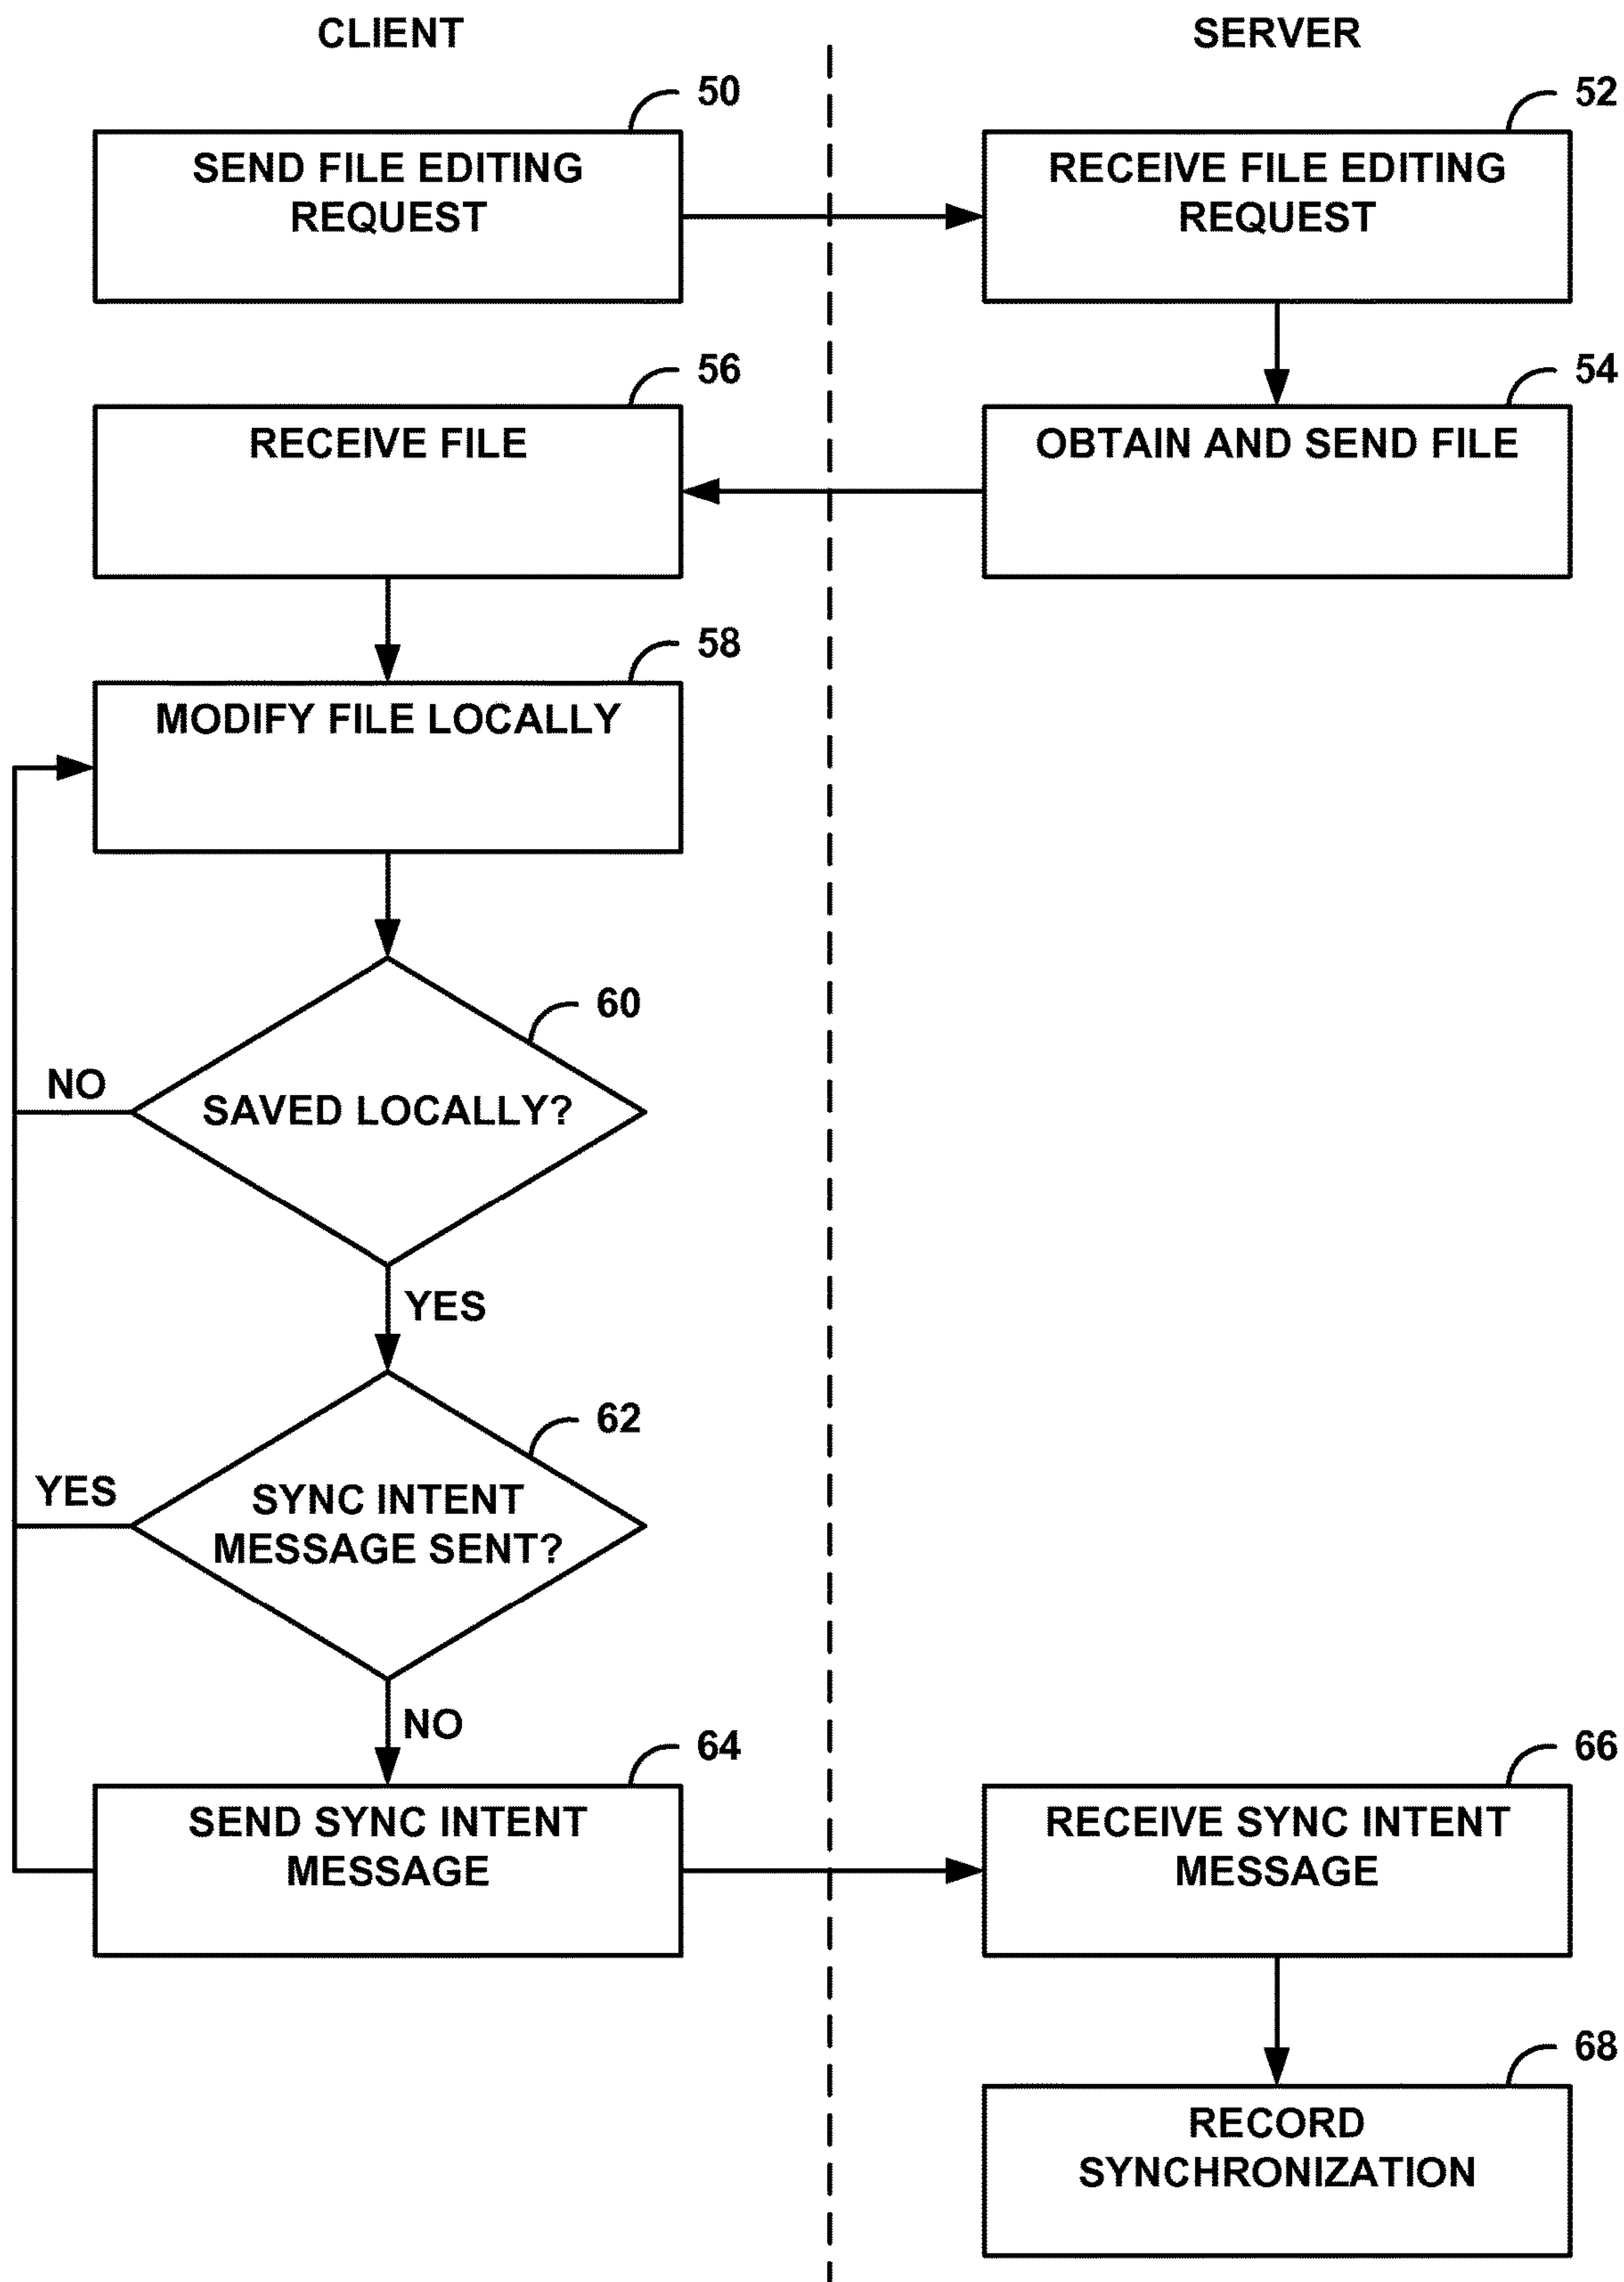 CLIENT
SERVER
50
52
SEND FILE EDITING
REQUEST
RECEIVE FILE EDITING
REQUEST
56
54
RECEIVE FILE
OBTAIN AND SEND FILE
58
MODIFY FILE LOCALLY
60
NO
SAVED LOCALLY?
YES
62
YES
SYNC INTENT
MESSAGE SENT?
NO
64
66
SEND SYNC INTENT
MESSAGE
RECEIVE SYNC INTENT
MESSAGE
68
RECORD
SYNCHRONIZATION